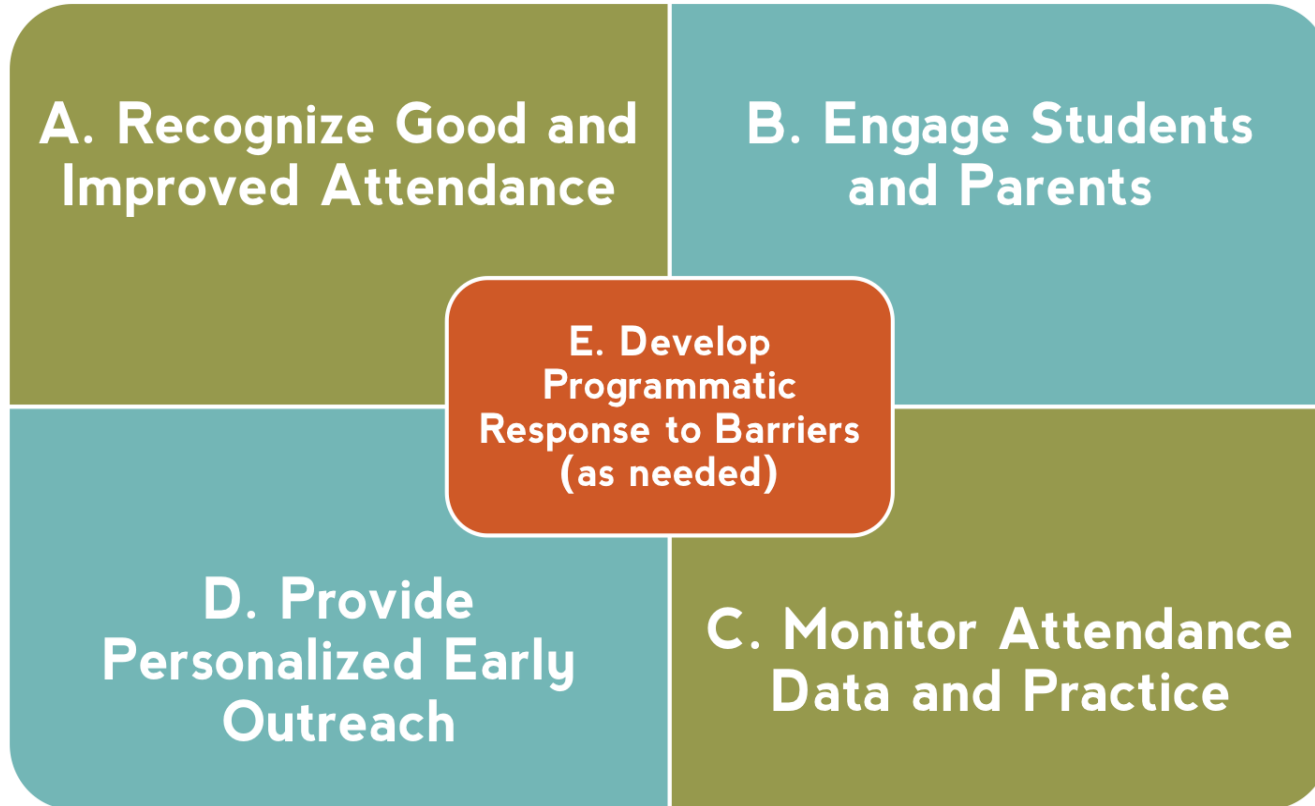 A. Recognize Good and
Improved Attendance
B. Engage Students
and Parents
E. Develop
Programmatic
Response to Barriers
(as needed)
D. Provide
Personalized Early
Outreach
C. Monitor Attendance
Data and Practice